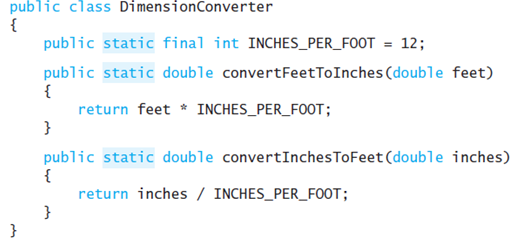 public class DimensionConverter
{
    public static final int INCHES_PER_FOOT = 12;
    public static double convertFeetToInches(double feet)
    {
        return feet * INCHES_PER_FOOT;
    }
    public static double convertInchesToFeet(double inches)
    {
        return inches / INCHES_PER_FOOT;
    }
}